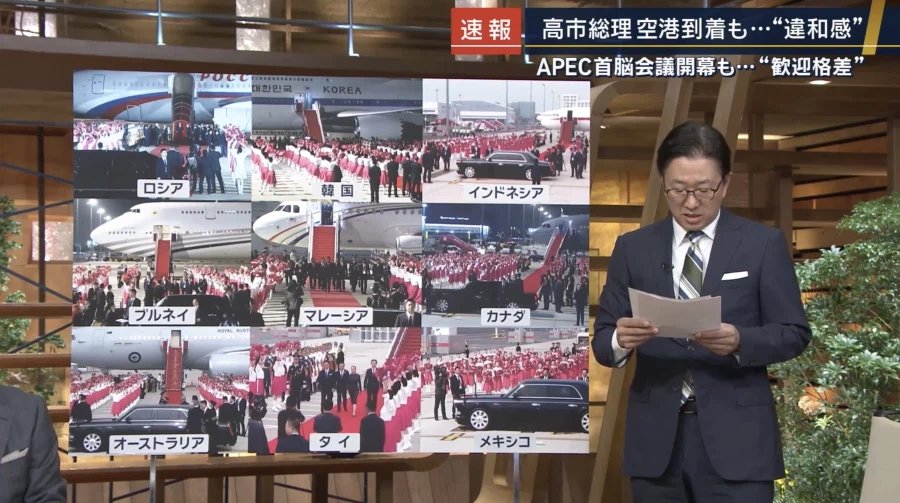 速報
高市総理 空港到着も…“違和感”
APEC首脳会議開幕も…“歓迎格差”
РОСС
대한민국 KOREA
ロシア
韓国
インドネシア
ブルネイ
マレーシア
カナダ
ROYAL AUSTR
オーストラリア
タイ
メキシコ